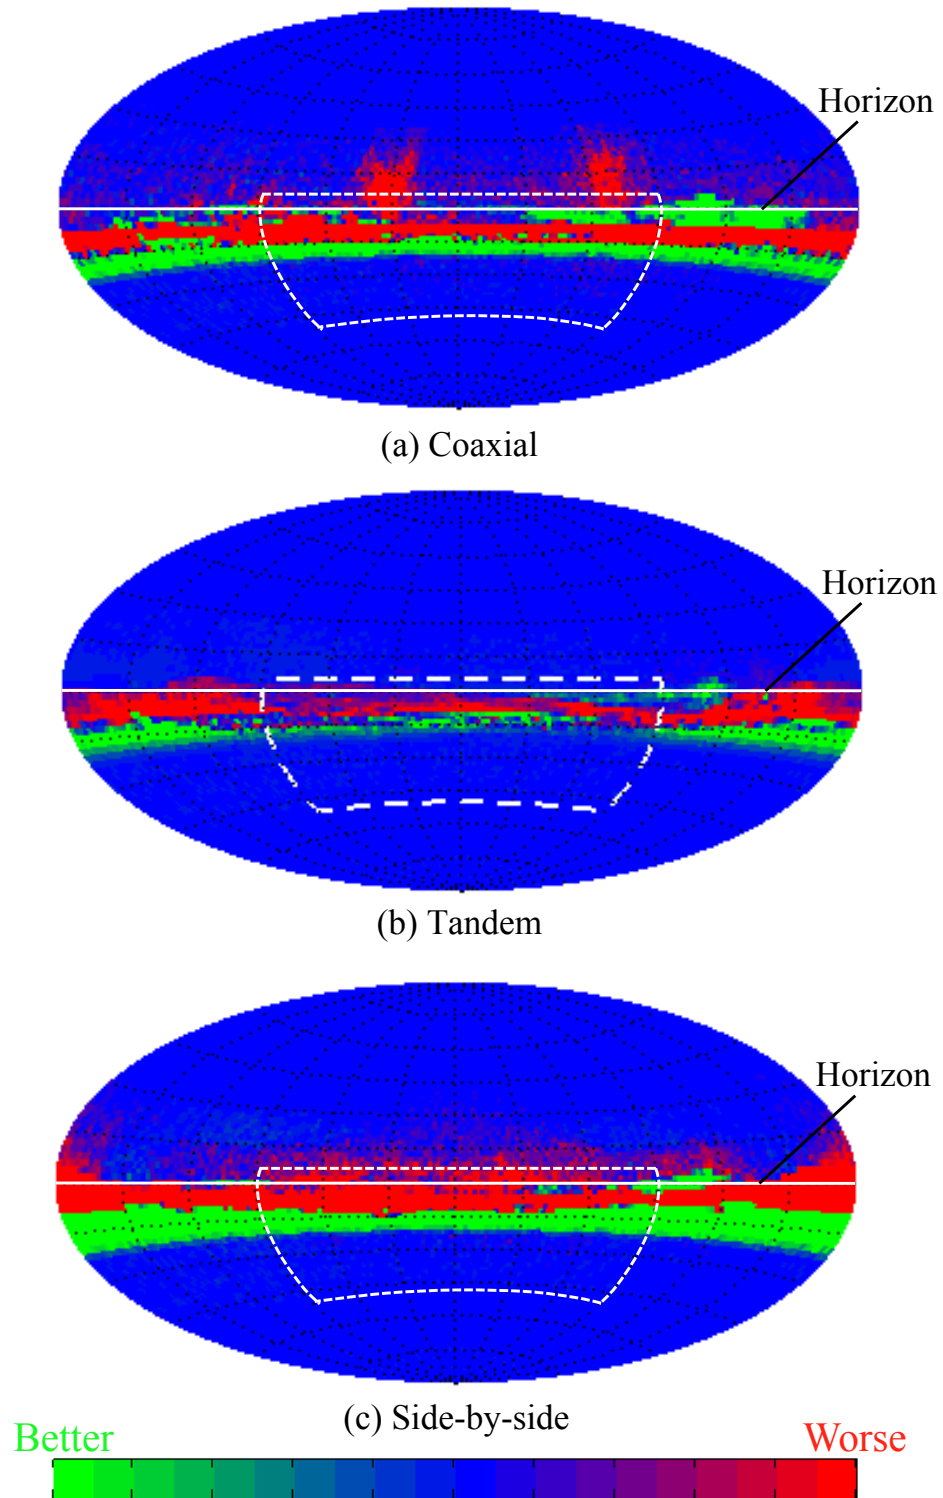 Horizon
(a) Coaxial
Horizon
(b) Tandem
Horizon
(c) Side-by-side
Better
Worse